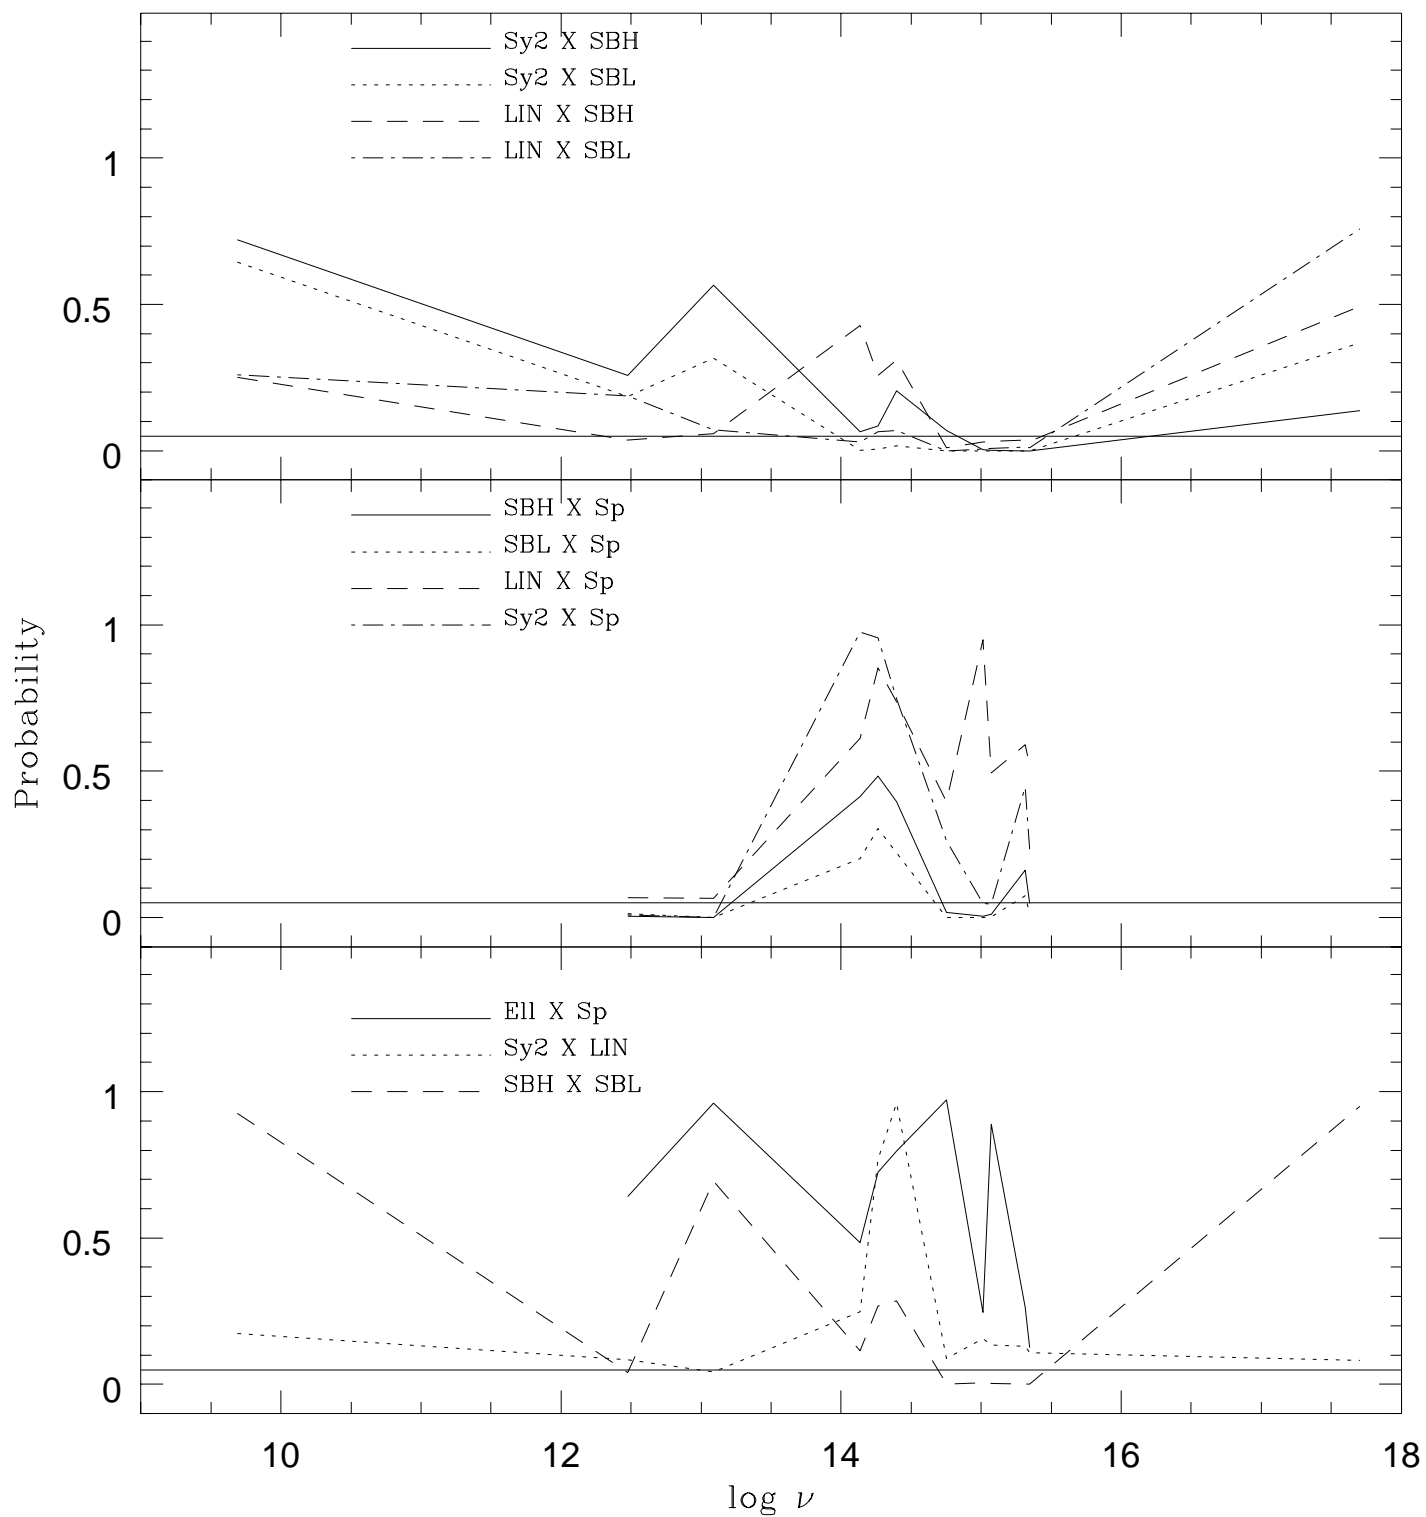 Sy2 X SBH
Sy2 X SBL
LIN X SBH
LIN X SBL
1
0.5
0
SBH X Sp
SBL X Sp
LIN X Sp
Sy2 X Sp
1
0.5
0
Probability
Ell X Sp
Sy2 X LIN
SBH X SBL
1
0.5
0
10 12 14 16 18
log ν